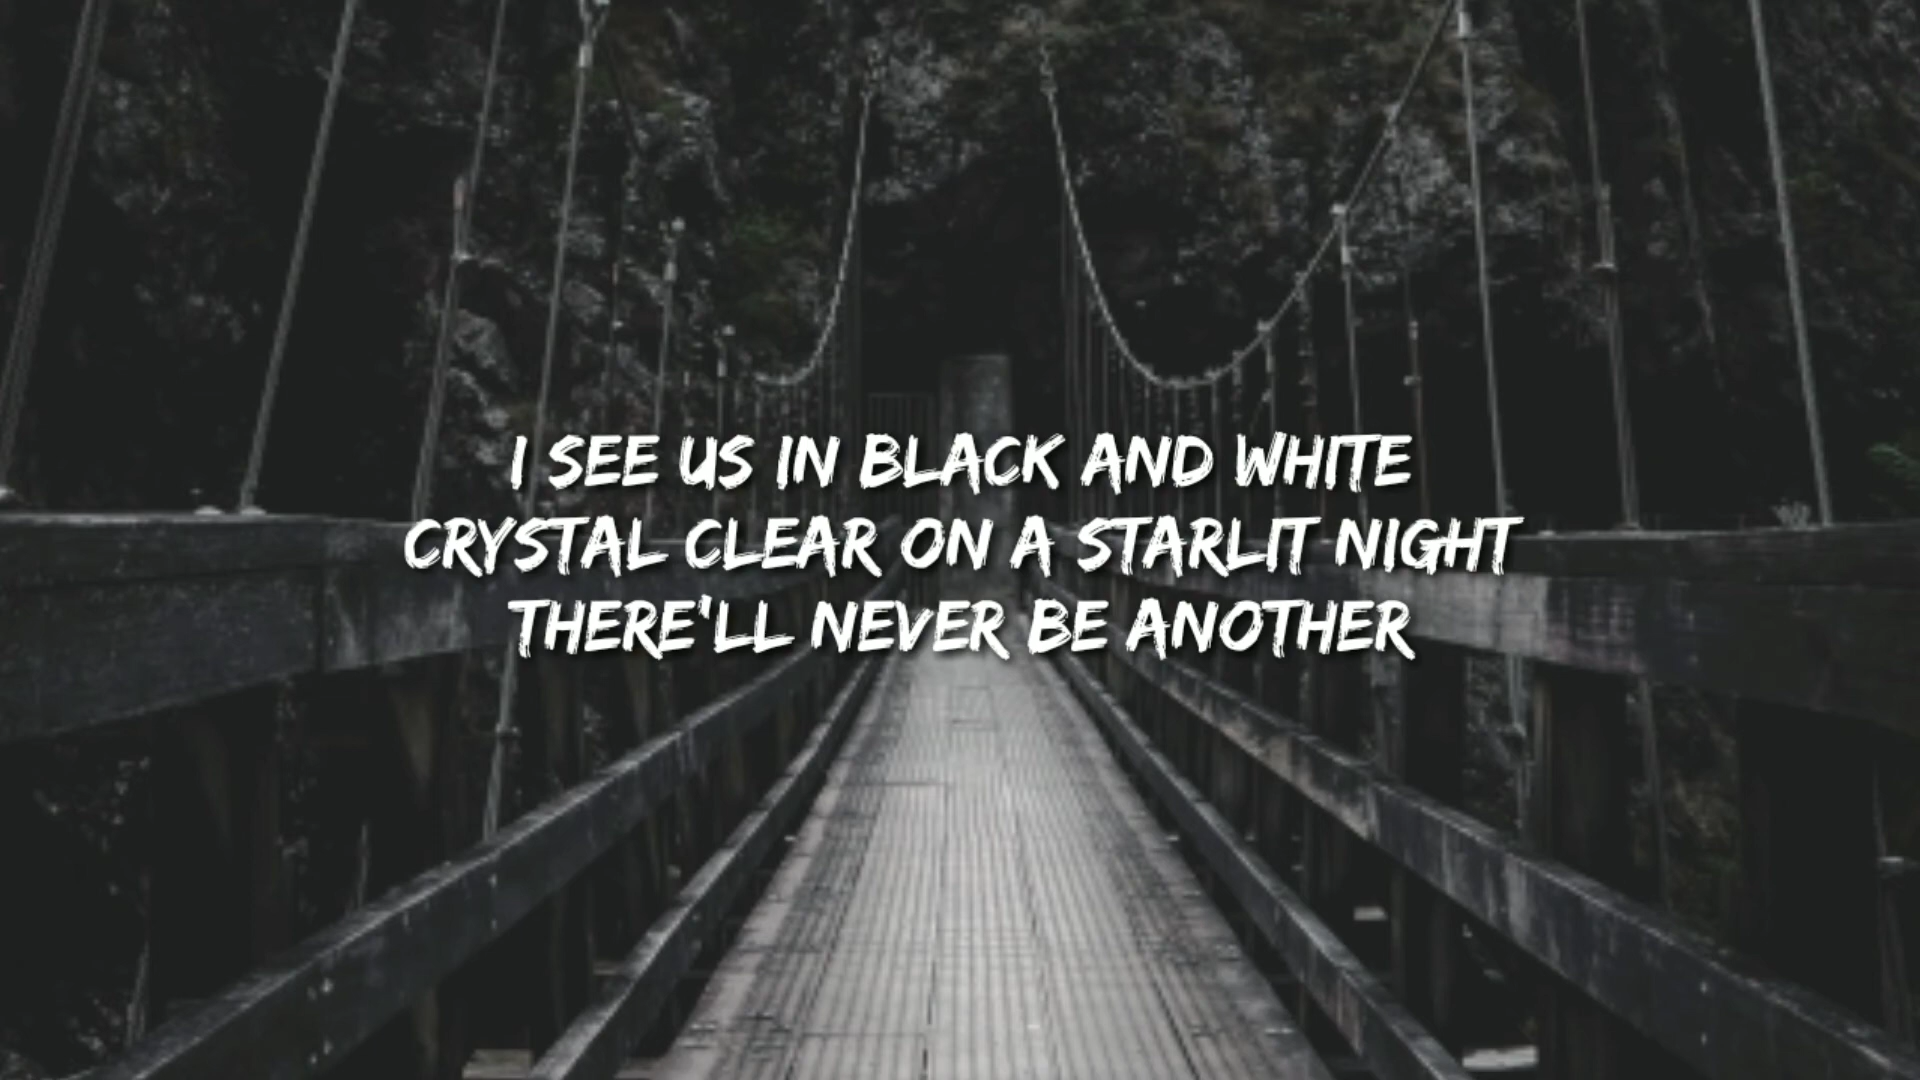 I SEE US IN BLACK AND WHITE
CRYSTAL CLEAR ON A STARLIT NIGHT
THERE'LL NEVER BE ANOTHER